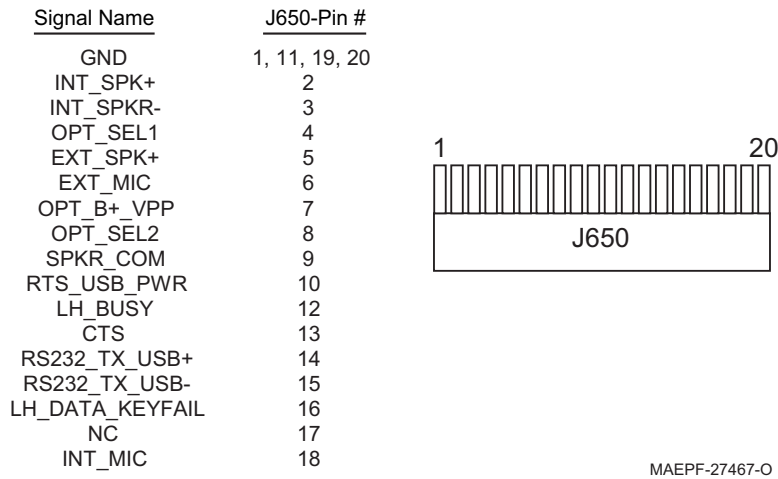 Signal Name J650-Pin #
GND 1, 11, 19, 20
INT_SPK+ 2
INT_SPKR- 3
OPT_SEL1 4
EXT_SPK+ 5
EXT_MIC 6
OPT_B+_VPP 7
OPT_SEL2 8
SPKR_COM 9
RTS_USB_PWR 10
LH_BUSY 12
CTS 13
RS232_TX_USB+ 14
RS232_TX_USB- 15
LH_DATA_KEYFAIL 16
NC 17
INT_MIC 18
1 20
J650
MAEPF-27467-O